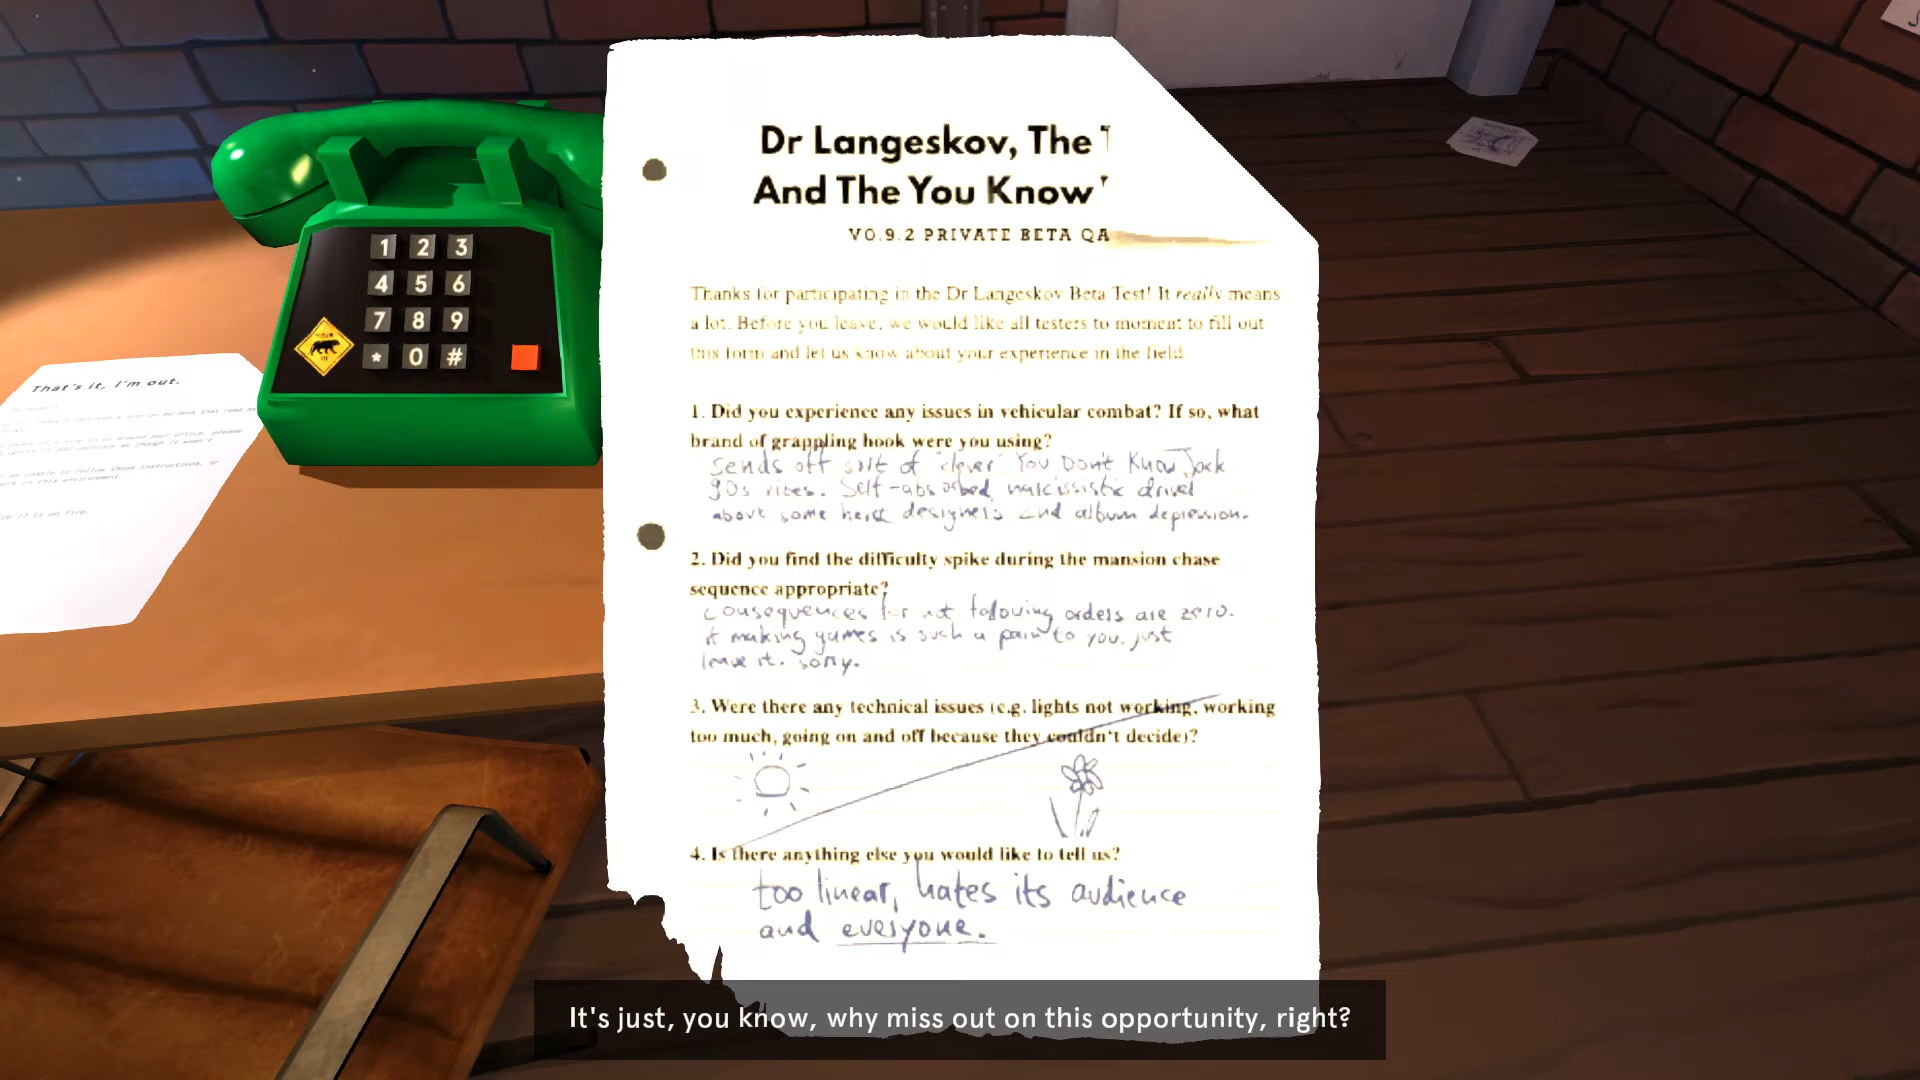 Dr Langeskov, The T
And The You Know
V0.9.2 PRIVATE BETA QA
Thanks for participating in the Dr Langeskov Beta Test! It really means
a lot. Before you leave, we would like all testers to moment to fill out
this form and let us know about your experience in the field
1. Did you experience any issues in vehicular combat? If so, what
brand of grappling hook were you using?
Sends off sort of 'clever' You Don't Know Jack
90s vibes. Self-absorbed narcissistic drivel
about some designer's 2nd album depression.
2. Did you find the difficulty spike during the mansion chase
sequence appropriate?
Consequences for not following orders are zero.
if making games is such a pain to you, just
leave it. sorry.
3. Were there any technical issues (e.g. lights not working, working
too much, going on and off because they couldn't decide)?
4. Is there anything else you would like to tell us?
too linear, hates its audience
and everyone.
1 2 3
4 5 6
7 8 9
* 0 #
That's it, I'm out.
It's just, you know, why miss out on this opportunity, right?